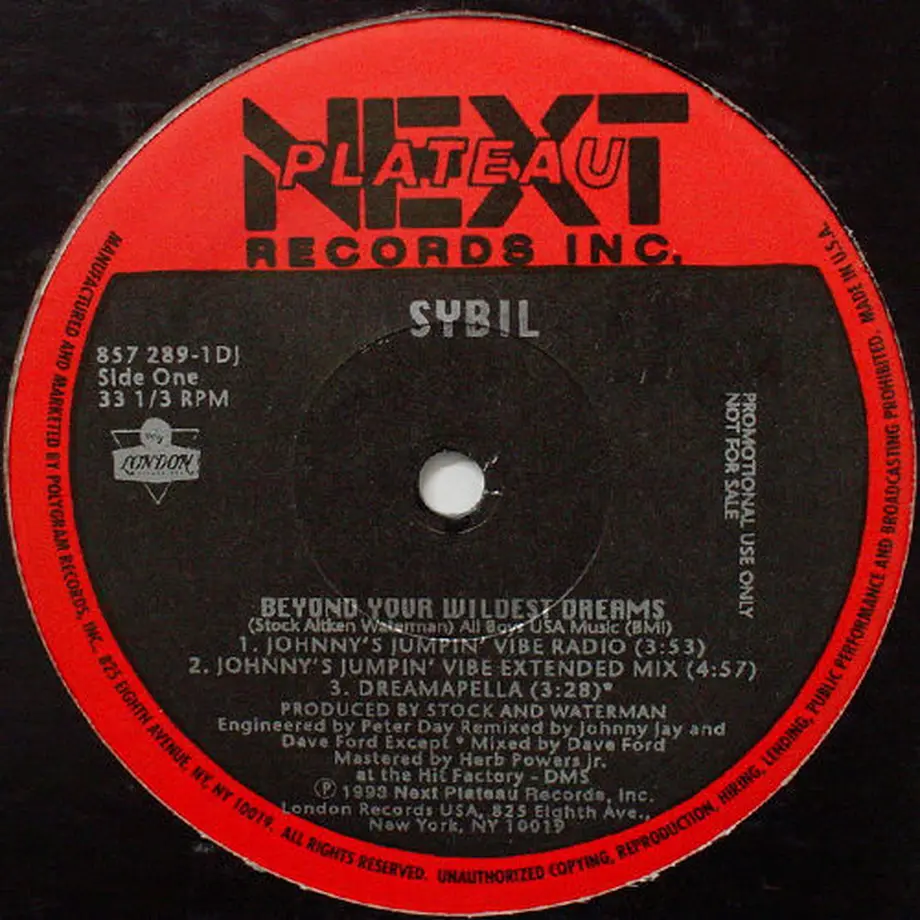 NEXT
PLATEAU
RECORDS INC.
SYBIL
857 289-1DJ
Side One
33 1/3 RPM
LONDON
PROMOTIONAL USE ONLY
NOT FOR SALE
BEYOND YOUR WILDEST DREAMS
(Stock Aitken Waterman) All Boys USA Music (BMI)
1. JOHNNY'S JUMPIN' VIBE RADIO (3:53)
2. JOHNNY'S JUMPIN' VIBE EXTENDED MIX (4:57)
3. DREAMAPELLA (3:28)*
PRODUCED BY STOCK AND WATERMAN
Engineered by Peter Day Remixed by Johnny Jay and
Dave Ford Except * Mixed by Dave Ford
Mastered by Herb Powers Jr.
at the Hit Factory - DMS
℗ 1993 Next Plateau Records, Inc.
London Records USA, 825 Eighth Ave.,
New York, NY 10019
MANUFACTURED AND MARKETED BY POLYGRAM RECORDS, INC., 825 EIGHTH AVENUE, NY, NY 10019. ALL RIGHTS RESERVED. UNAUTHORIZED COPYING, REPRODUCTION, HIRING, LENDING, PUBLIC PERFORMANCE AND BROADCASTING PROHIBITED. MADE IN U.S.A.